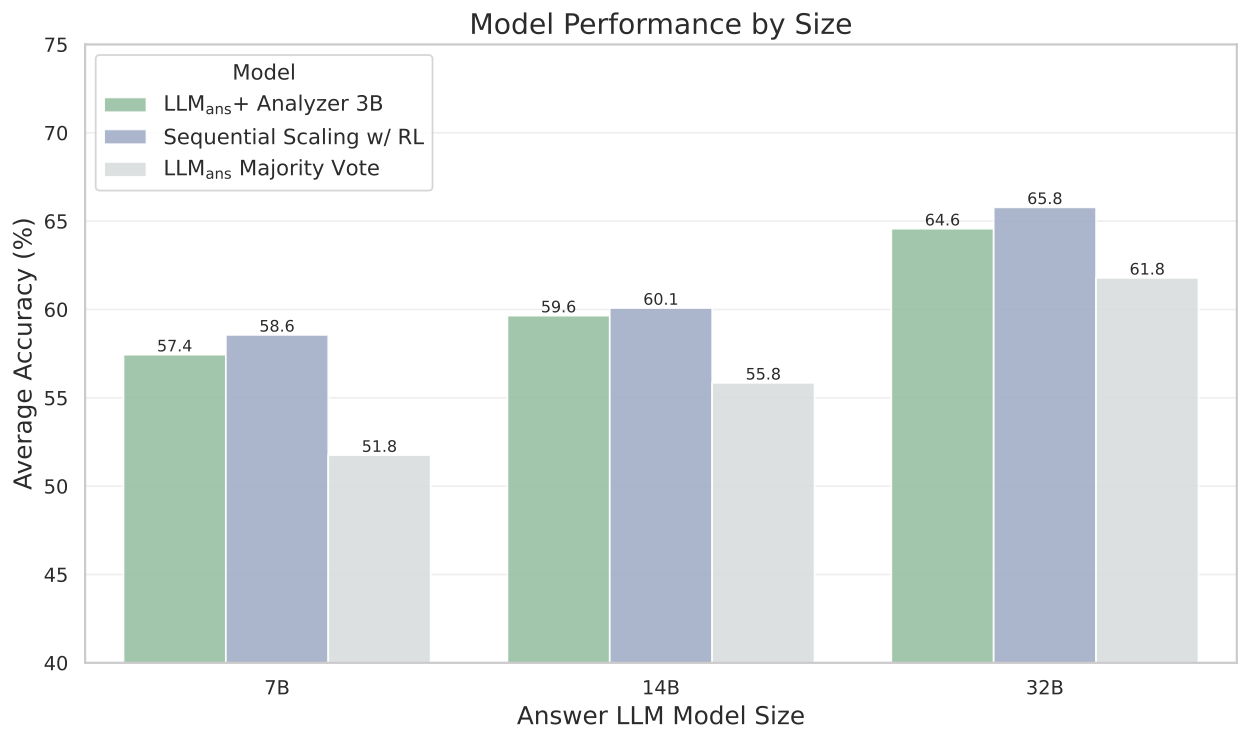 Model Performance by Size
75
70
65
60
55
50
45
40
Average Accuracy (%)
Model
LLMans+ Analyzer 3B
Sequential Scaling w/ RL
LLMans Majority Vote
57.4
58.6
51.8
59.6
60.1
55.8
64.6
65.8
61.8
7B
14B
32B
Answer LLM Model Size